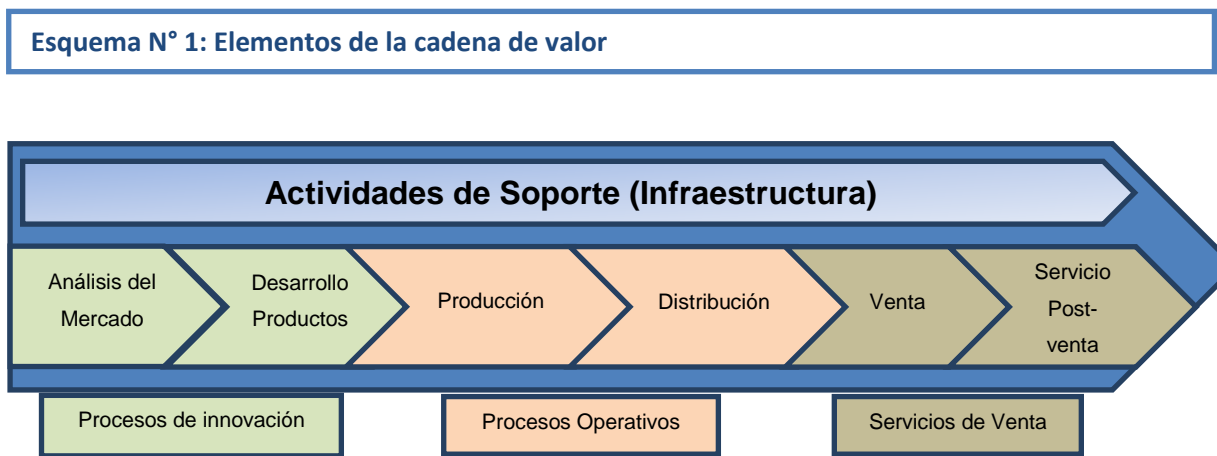 Esquema N° 1: Elementos de la cadena de valor
Actividades de Soporte (Infraestructura)
Análisis del
Mercado
Desarrollo
Productos
Producción
Distribución
Venta
Servicio
Post-
venta
Procesos de innovación
Procesos Operativos
Servicios de Venta